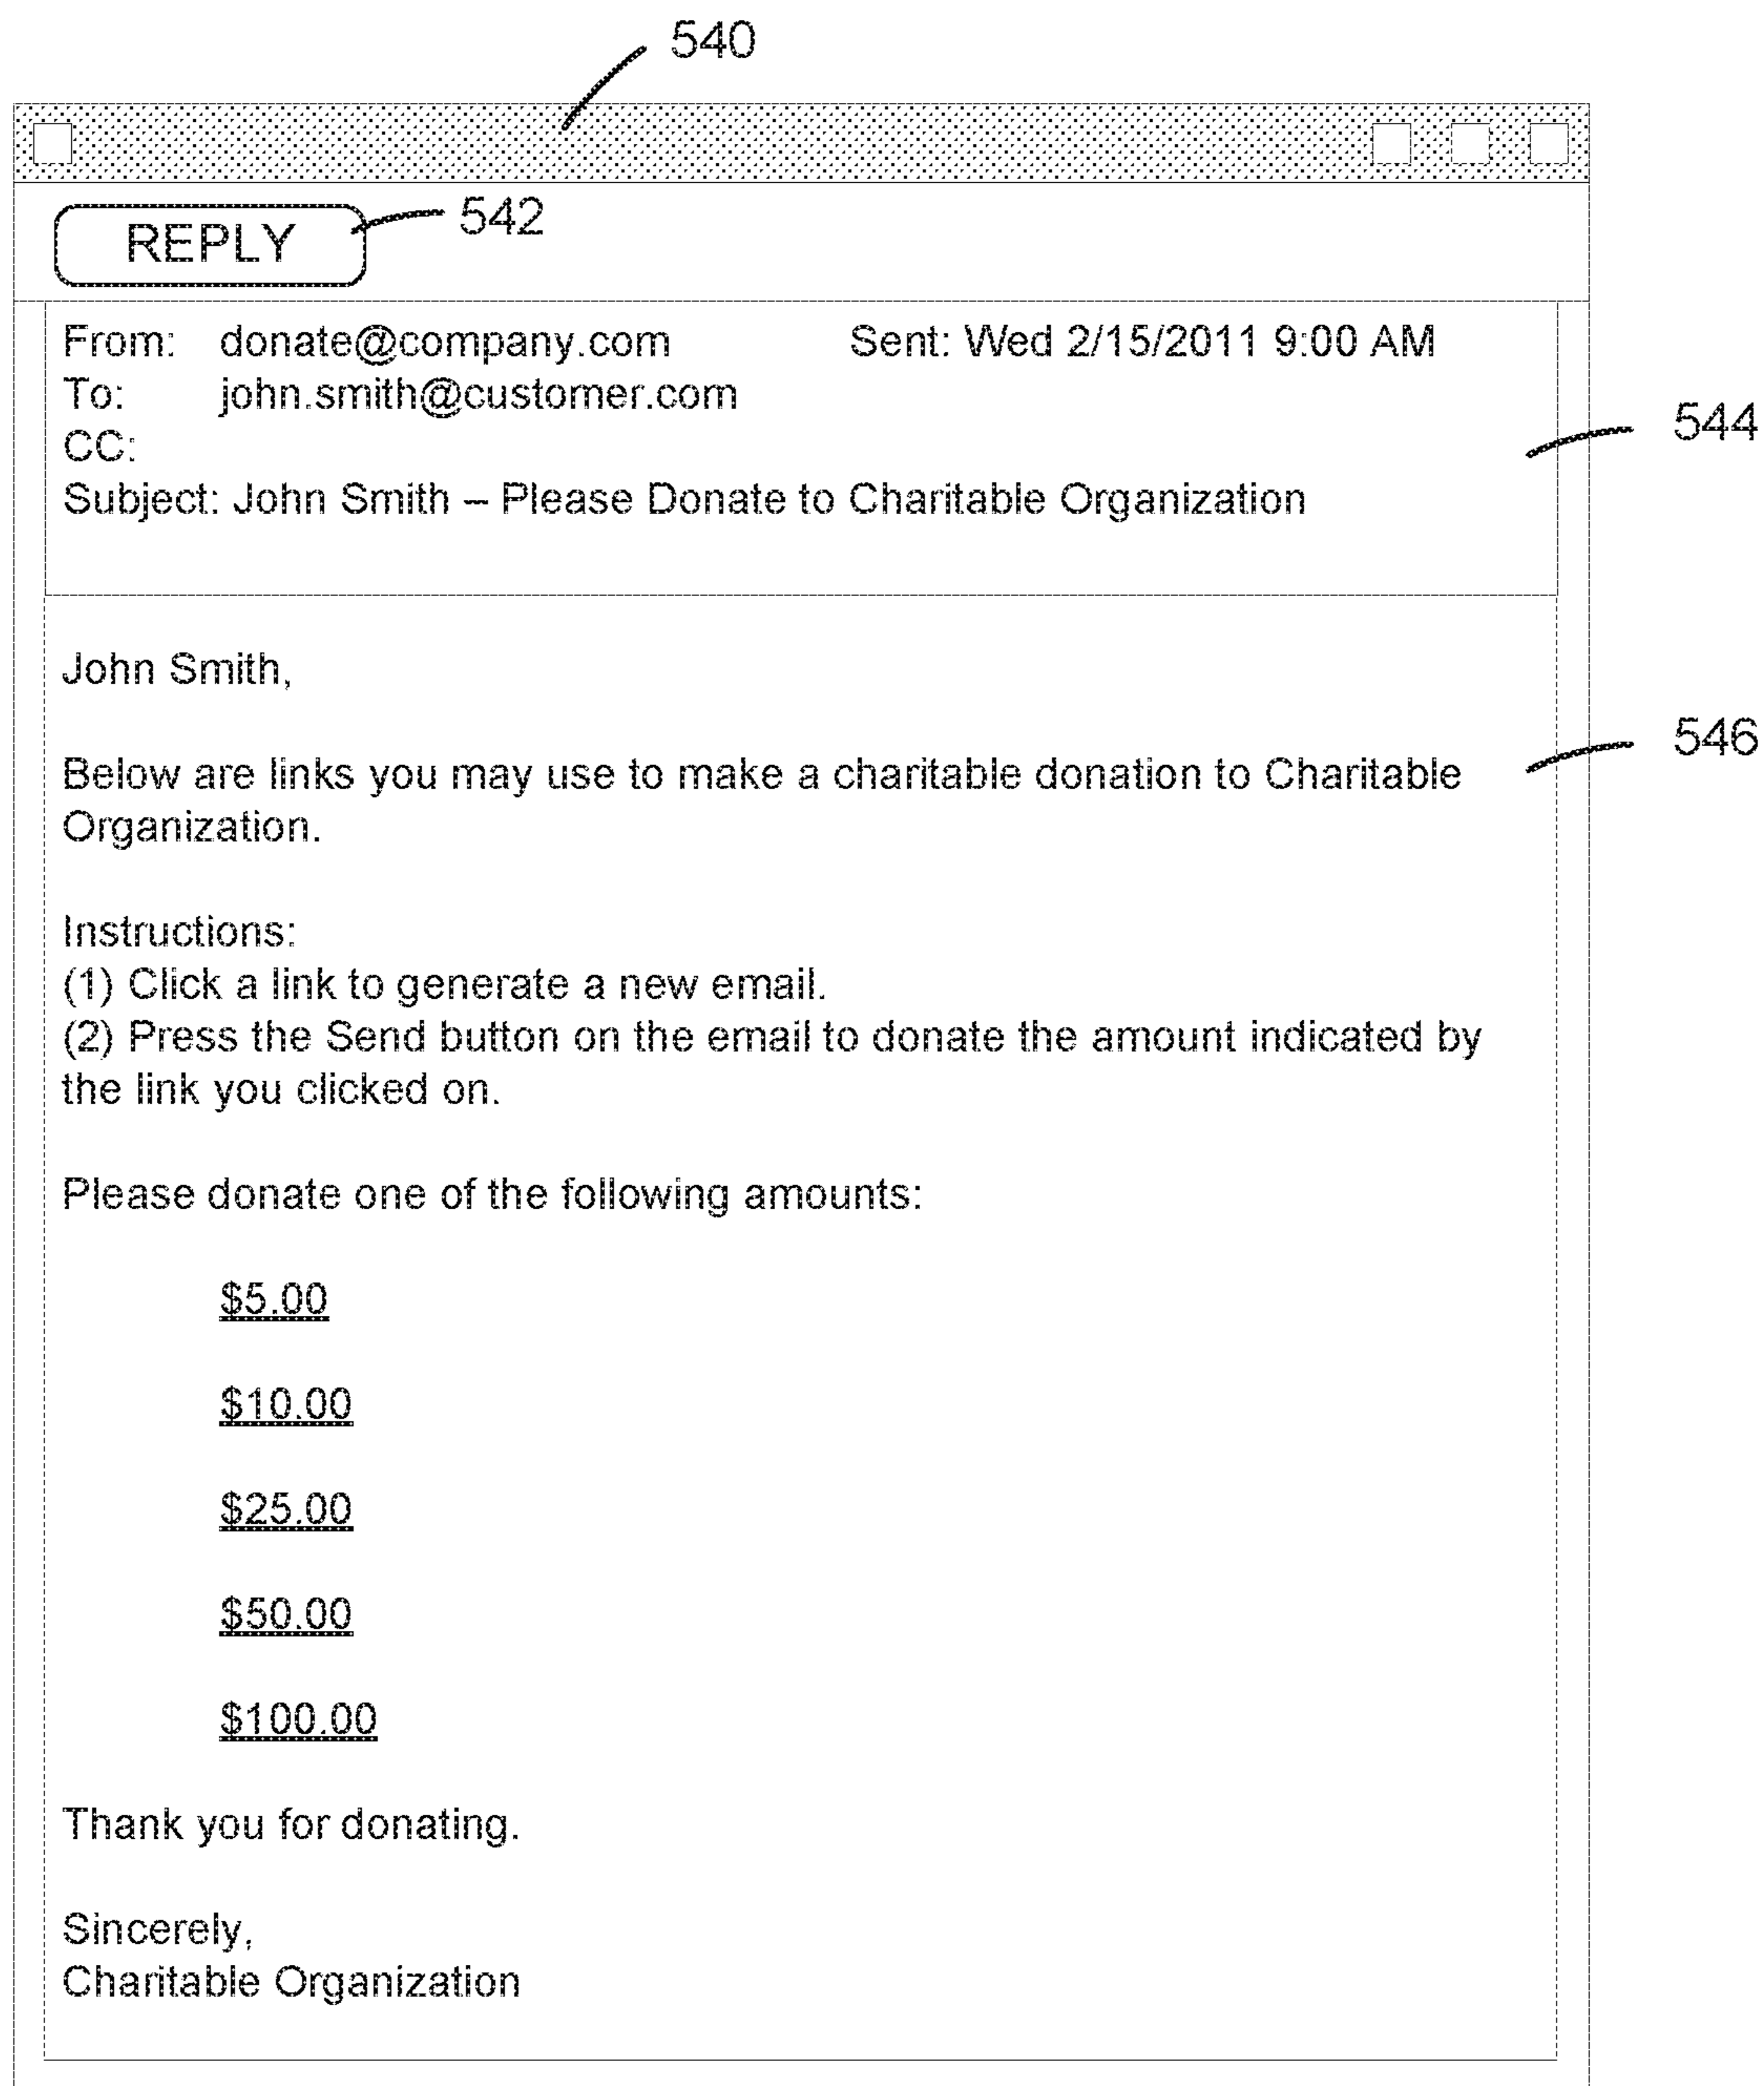 540
REPLY 542
From: donate@company.com Sent: Wed 2/15/2011 9:00 AM
To: john.smith@customer.com
CC:
544
Subject: John Smith – Please Donate to Charitable Organization
John Smith,
546
Below are links you may use to make a charitable donation to Charitable
Organization.
Instructions:
(1) Click a link to generate a new email.
(2) Press the Send button on the email to donate the amount indicated by
the link you clicked on.
Please donate one of the following amounts:
$5.00
$10.00
$25.00
$50.00
$100.00
Thank you for donating.
Sincerely,
Charitable Organization